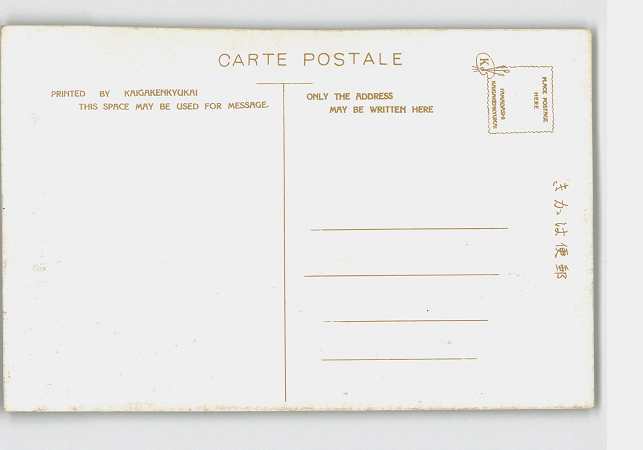 CARTE POSTALE
PRINTED BY KAIGAKENKYUKAI
THIS SPACE MAY BE USED FOR MESSAGE.
ONLY THE ADDRESS
MAY BE WRITTEN HERE
K
PLACE POSTAGE
HERE
KAIGAKENKYUKAI
きかは便郵